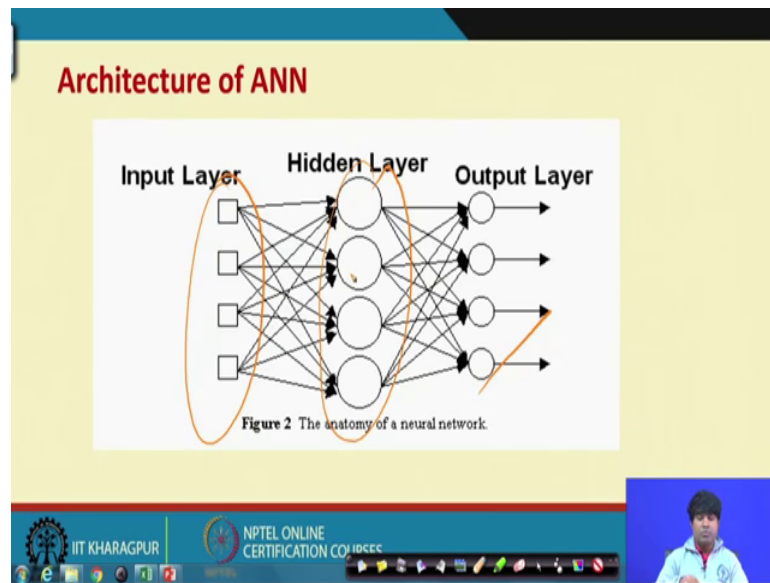 Architecture of ANN
Input Layer
Hidden Layer
Output Layer
Figure 2 The anatomy of a neural network.
IIT KHARAGPUR
NPTEL ONLINE
CERTIFICATION COURSES